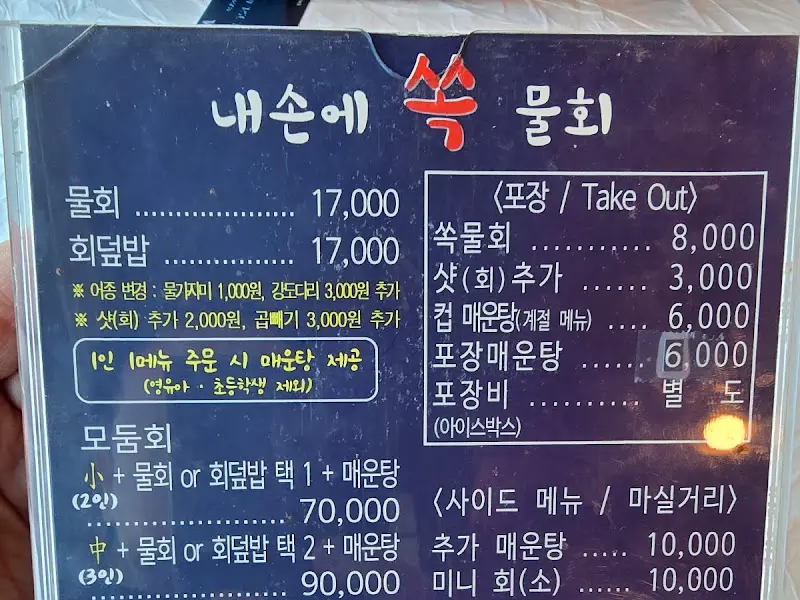 내손에 쏙 물회
물회 .................. 17,000
회덮밥 ............... 17,000
※ 어종 변경 : 물가자미 1,000원, 강도다리 3,000원 추가
※ 샷(회) 추가 2,000원, 곱빼기 3,000원 추가
1인 1메뉴 주문 시 매운탕 제공
(영유아 · 초등학생 제외)
모둠회
小 + 물회 or 회덮밥 택 1 + 매운탕
(2인) ...................... 70,000
中 + 물회 or 회덮밥 택 2 + 매운탕
(3인) ...................... 90,000
〈포장 / Take Out〉
쏙물회 ........... 8,000
샷(회)추가 ...... 3,000
컵 매운탕(계절 메뉴) .... 6,000
포장매운탕 ...... 6,000
포장비 .......... 별 도
(아이스박스)
〈사이드 메뉴 / 마실거리〉
추가 매운탕 ..... 10,000
미니 회(소) ..... 10,000